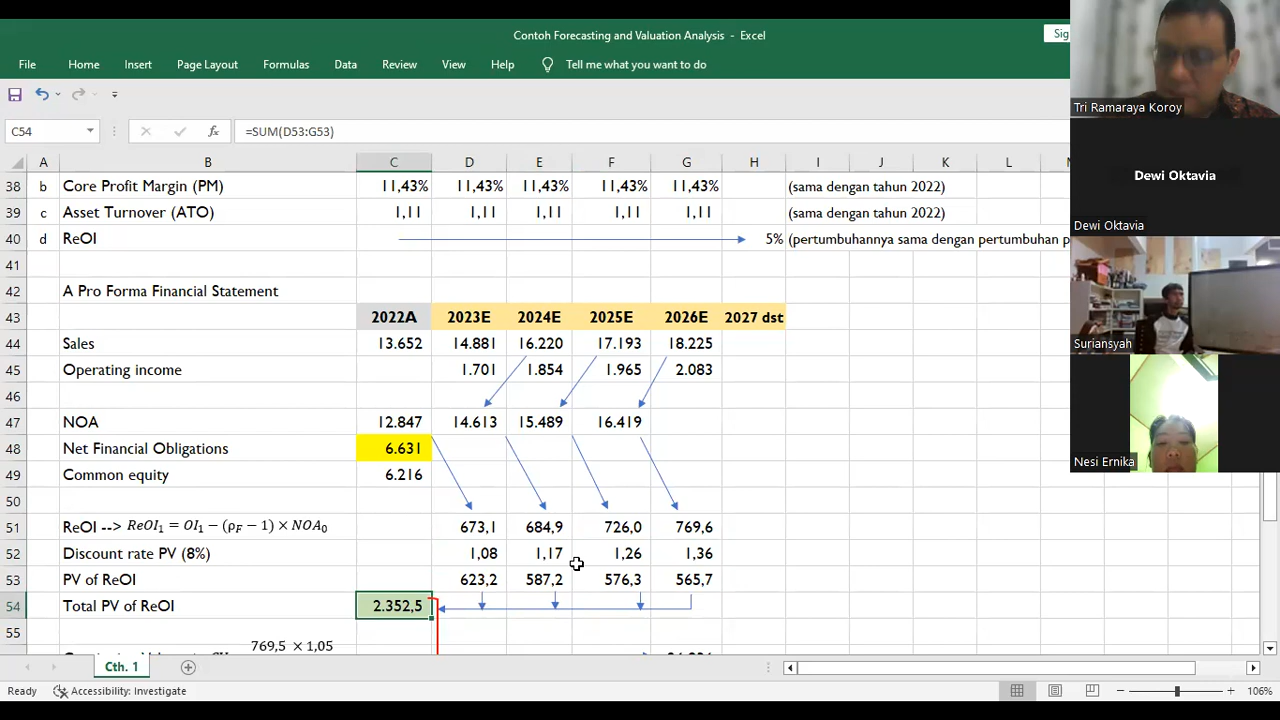 Contoh Forecasting and Valuation Analysis - Excel
Sig
File Home Insert Page Layout Formulas Data Review View Help Tell me what you want to do
C54 =SUM(D53:G53)
A B C D E F G H I J K L
38 b Core Profit Margin (PM) 11,43% 11,43% 11,43% 11,43% 11,43% (sama dengan tahun 2022)
39 c Asset Turnover (ATO) 1,11 1,11 1,11 1,11 1,11 (sama dengan tahun 2022)
40 d ReOI 5% (pertumbuhannya sama dengan pertumbuhan p
41
42 A Pro Forma Financial Statement
43 2022A 2023E 2024E 2025E 2026E 2027 dst
44 Sales 13.652 14.881 16.220 17.193 18.225
45 Operating income 1.701 1.854 1.965 2.083
46
47 NOA 12.847 14.613 15.489 16.419
48 Net Financial Obligations 6.631
49 Common equity 6.216
50
51 ReOI --> ReOI₁ = OI₁ − (ρF − 1) × NOA₀ 673,1 684,9 726,0 769,6
52 Discount rate PV (8%) 1,08 1,17 1,26 1,36
53 PV of ReOI 623,2 587,2 576,3 565,7
54 Total PV of ReOI 2.352,5
55 769,5 × 1,05
Cth. 1
Ready Accessibility: Investigate 106%
Tri Ramaraya Koroy
Dewi Oktavia
Dewi Oktavia
Suriansyah
Nesi Ernika